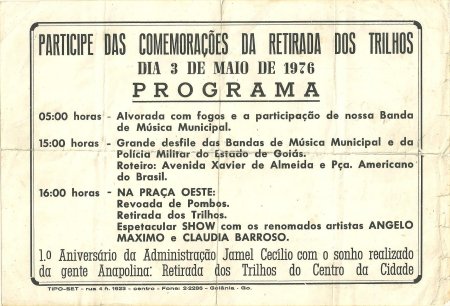 PARTICIPE DAS COMEMORAÇÕES DA RETIRADA DOS TRILHOS
DIA 3 DE MAIO DE 1976
PROGRAMA
05:00 horas - Alvorada com fogos e a participação de nossa Banda
de Música Municipal.
15:00 horas - Grande desfile das Bandas de Música Municipal e da
Polícia Militar do Estado de Goiás.
Roteiro: Avenida Xavier de Almeida e Pça. Americano
do Brasil.
16:00 horas - NA PRAÇA OESTE:
Revoada de Pombos.
Retirada dos Trilhos.
Espetacular SHOW com os renomados artistas ANGELO
MAXIMO e CLAUDIA BARROSO.
1.º Aniversário da Administração Jamel Cecílio com o sonho realizado
da gente Anapolina: Retirada dos Trilhos do Centro da Cidade
TIPO-SET - rua 4 n. 1623 - centro - Fone: 2-2286 - Goiânia - Go.